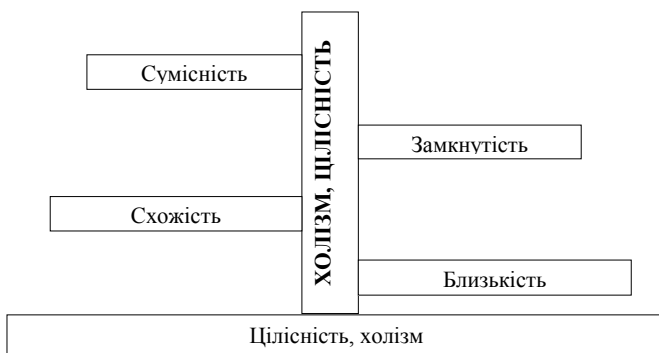 Сумісність
ХОЛІЗМ, ЦІЛІСНІСТЬ
Замкнутість
Схожість
Близькість
Цілісність, холізм